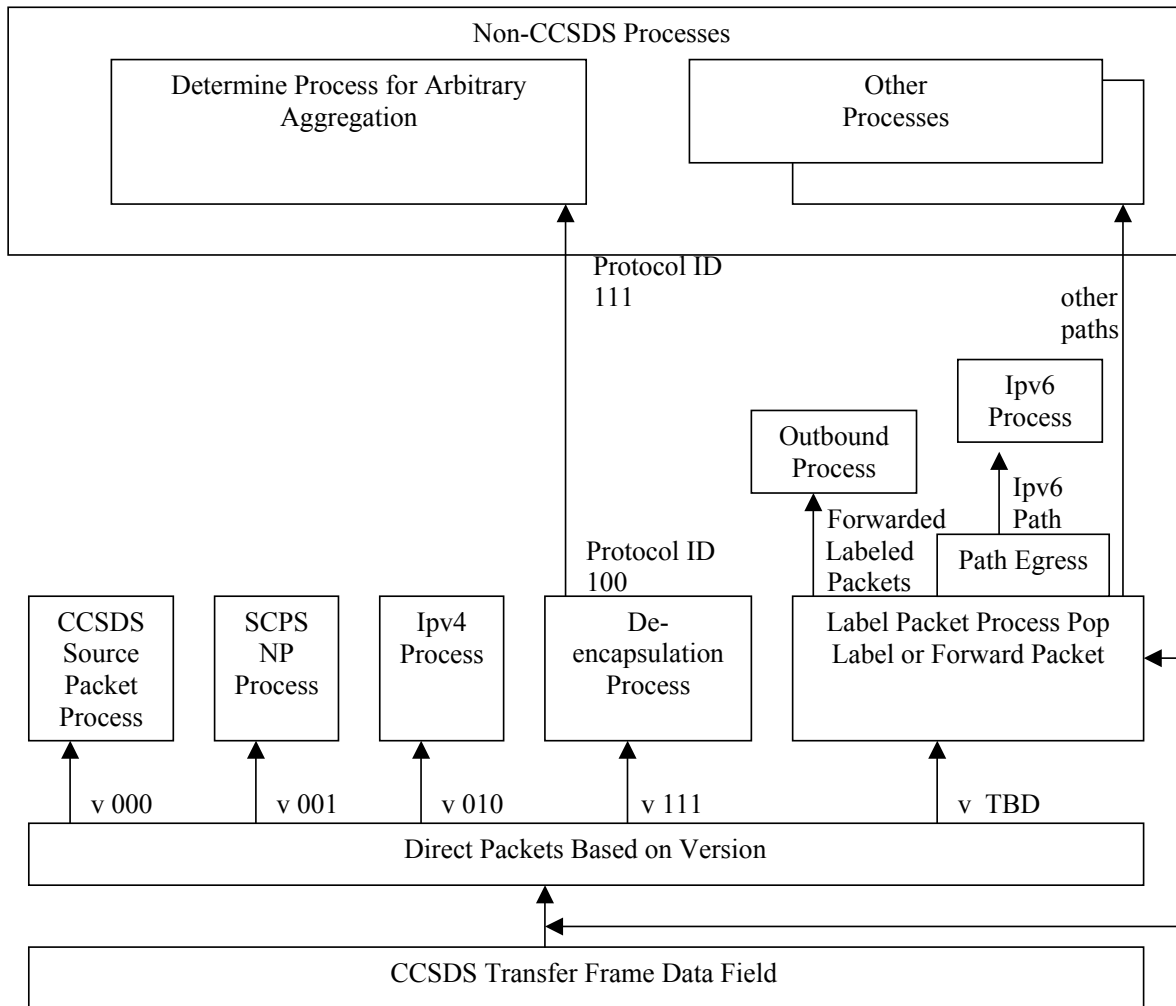 Non-CCSDS Processes
Determine Process for Arbitrary
Aggregation
Other
Processes
Protocol ID
111
other
paths
Ipv6
Process
Outbound
Process
Ipv6
Path
Forwarded
Labeled
Packets
Protocol ID
100
Path Egress
CCSDS
Source
Packet
Process
SCPS
NP
Process
Ipv4
Process
De-
encapsulation
Process
Label Packet Process Pop
Label or Forward Packet
v 000
v 001
v 010
v 111
v TBD
Direct Packets Based on Version
CCSDS Transfer Frame Data Field